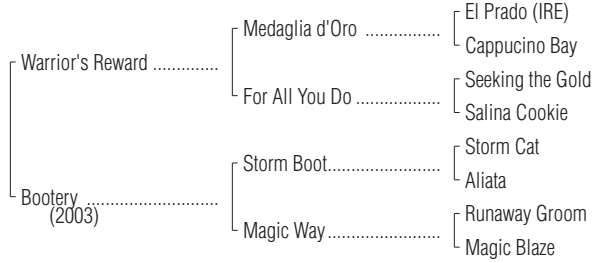 El Prado (IRE)
Medaglia d'Oro ..................
Cappucino Bay
Warrior's Reward ..............
Seeking the Gold
For All You Do ....................
Salina Cookie
Storm Cat
Storm Boot...........................
Aliata
Bootery ............................
(2003)
Runaway Groom
Magic Way ...........................
Magic Blaze